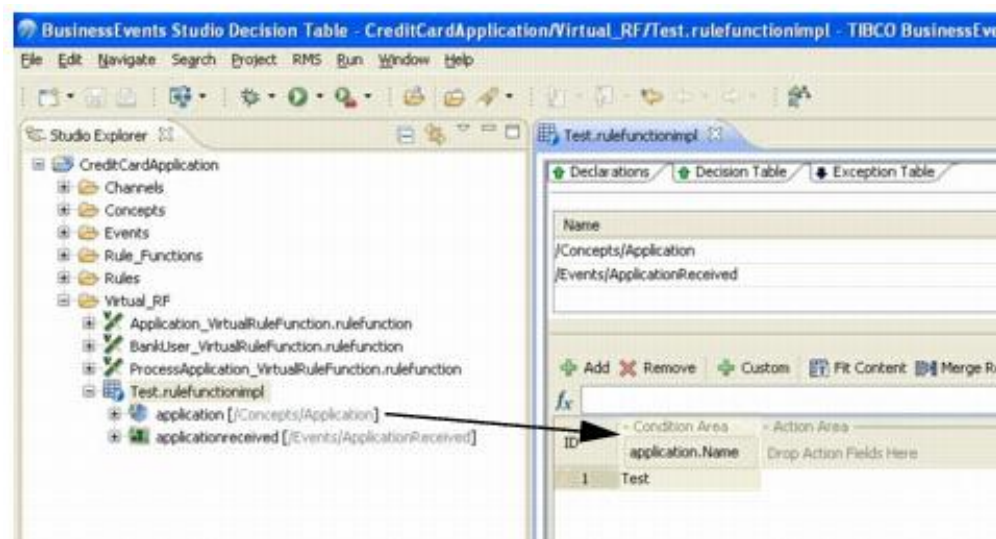 BusinessEvents Studio Decision Table - CreditCardApplication/Virtual_RF/Test.rulefunctionimpl - TIBCO BusinessEve
File Edit Navigate Search Project RMS Run Window Help
Studio Explorer
CreditCardApplication
Channels
Concepts
Events
Rule_Functions
Rules
Virtual_RF
Application_VirtualRuleFunction.rulefunction
BankUser_VirtualRuleFunction.rulefunction
ProcessApplication_VirtualRuleFunction.rulefunction
Test.rulefunctionimpl
application [/Concepts/Application]
applicationreceived [/Events/ApplicationReceived]
Test.rulefunctionimpl
Declarations Decision Table Exception Table
Name
/Concepts/Application
/Events/ApplicationReceived
Add Remove Custom Fit Content Merge R
fx
ID Condition Area Action Area
application.Name Drop Action Fields Here
1 Test